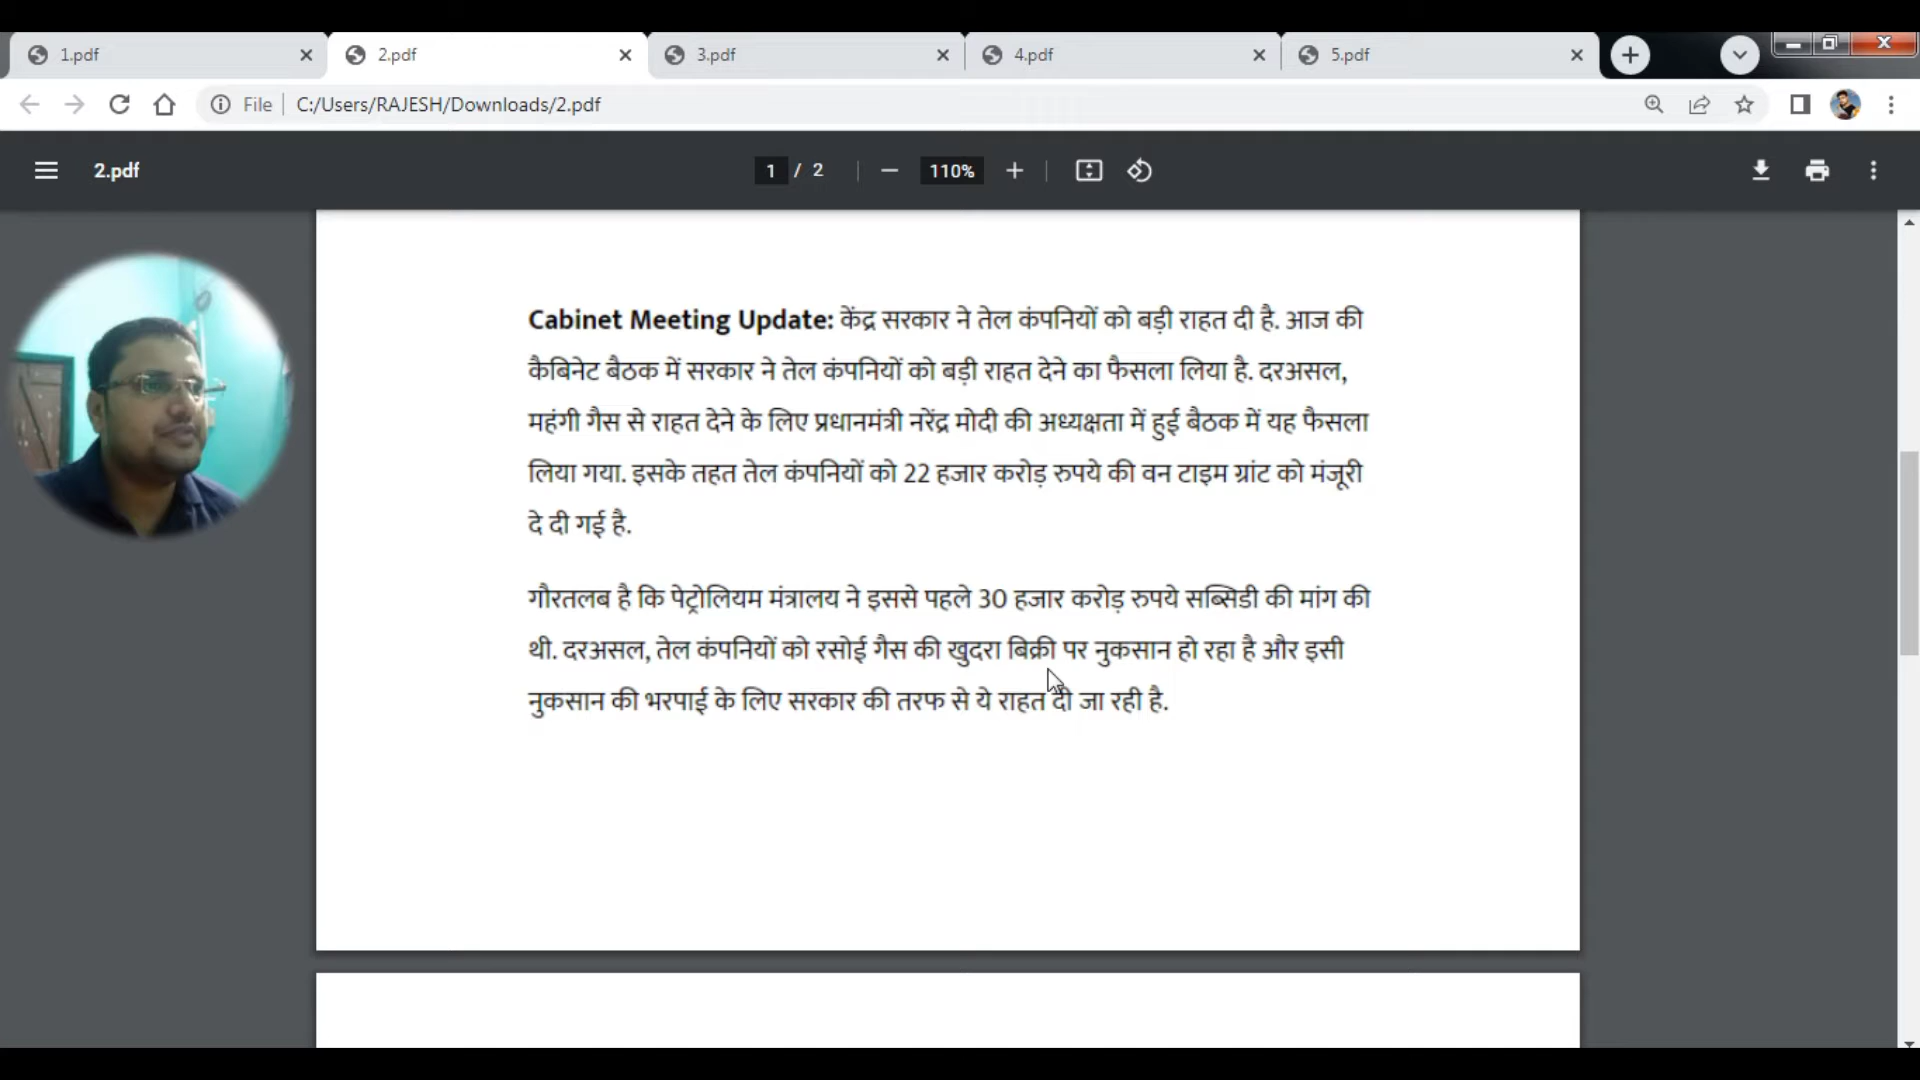 1.pdf
2.pdf
3.pdf
4.pdf
5.pdf
File
C:/Users/RAJESH/Downloads/2.pdf
2.pdf
1 / 2
110%
Cabinet Meeting Update: केंद्र सरकार ने तेल कंपनियों को बड़ी राहत दी है. आज की
कैबिनेट बैठक में सरकार ने तेल कंपनियों को बड़ी राहत देने का फैसला लिया है. दरअसल,
महंगी गैस से राहत देने के लिए प्रधानमंत्री नरेंद्र मोदी की अध्यक्षता में हुई बैठक में यह फैसला
लिया गया. इसके तहत तेल कंपनियों को 22 हजार करोड़ रुपये की वन टाइम ग्रांट को मंजूरी
दे दी गई है.
गौरतलब है कि पेट्रोलियम मंत्रालय ने इससे पहले 30 हजार करोड़ रुपये सब्सिडी की मांग की
थी. दरअसल, तेल कंपनियों को रसोई गैस की खुदरा बिक्री पर नुकसान हो रहा है और इसी
नुकसान की भरपाई के लिए सरकार की तरफ से ये राहत दी जा रही है.